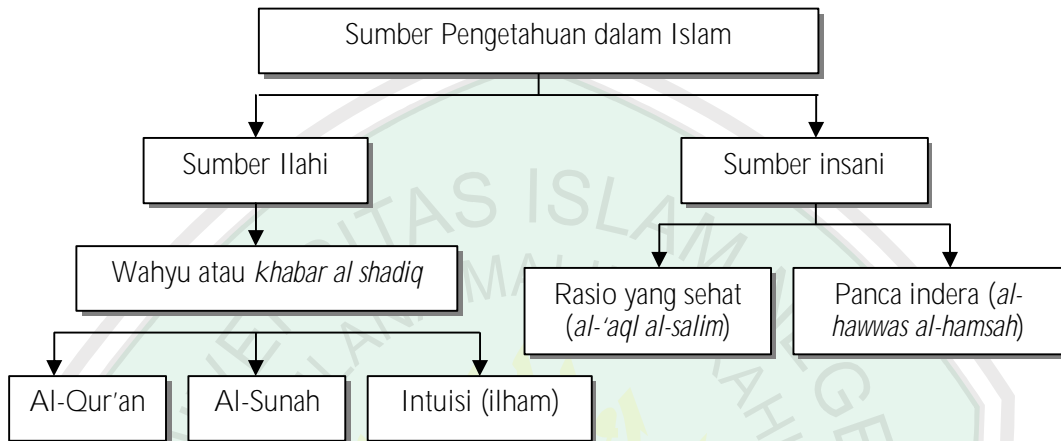 Sumber Pengetahuan dalam Islam
Sumber Ilahi
Sumber insani
Wahyu atau khabar al shadiq
Rasio yang sehat
(al-‘aql al-salim)
Panca indera (al-
hawwas al-hamsah)
Al-Qur’an
Al-Sunah
Intuisi (ilham)